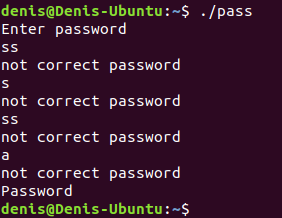 denis@Denis-Ubuntu:~$ ./pass
Enter password
ss
not correct password
s
not correct password
ss
not correct password
a
not correct password
Password
denis@Denis-Ubuntu:~$